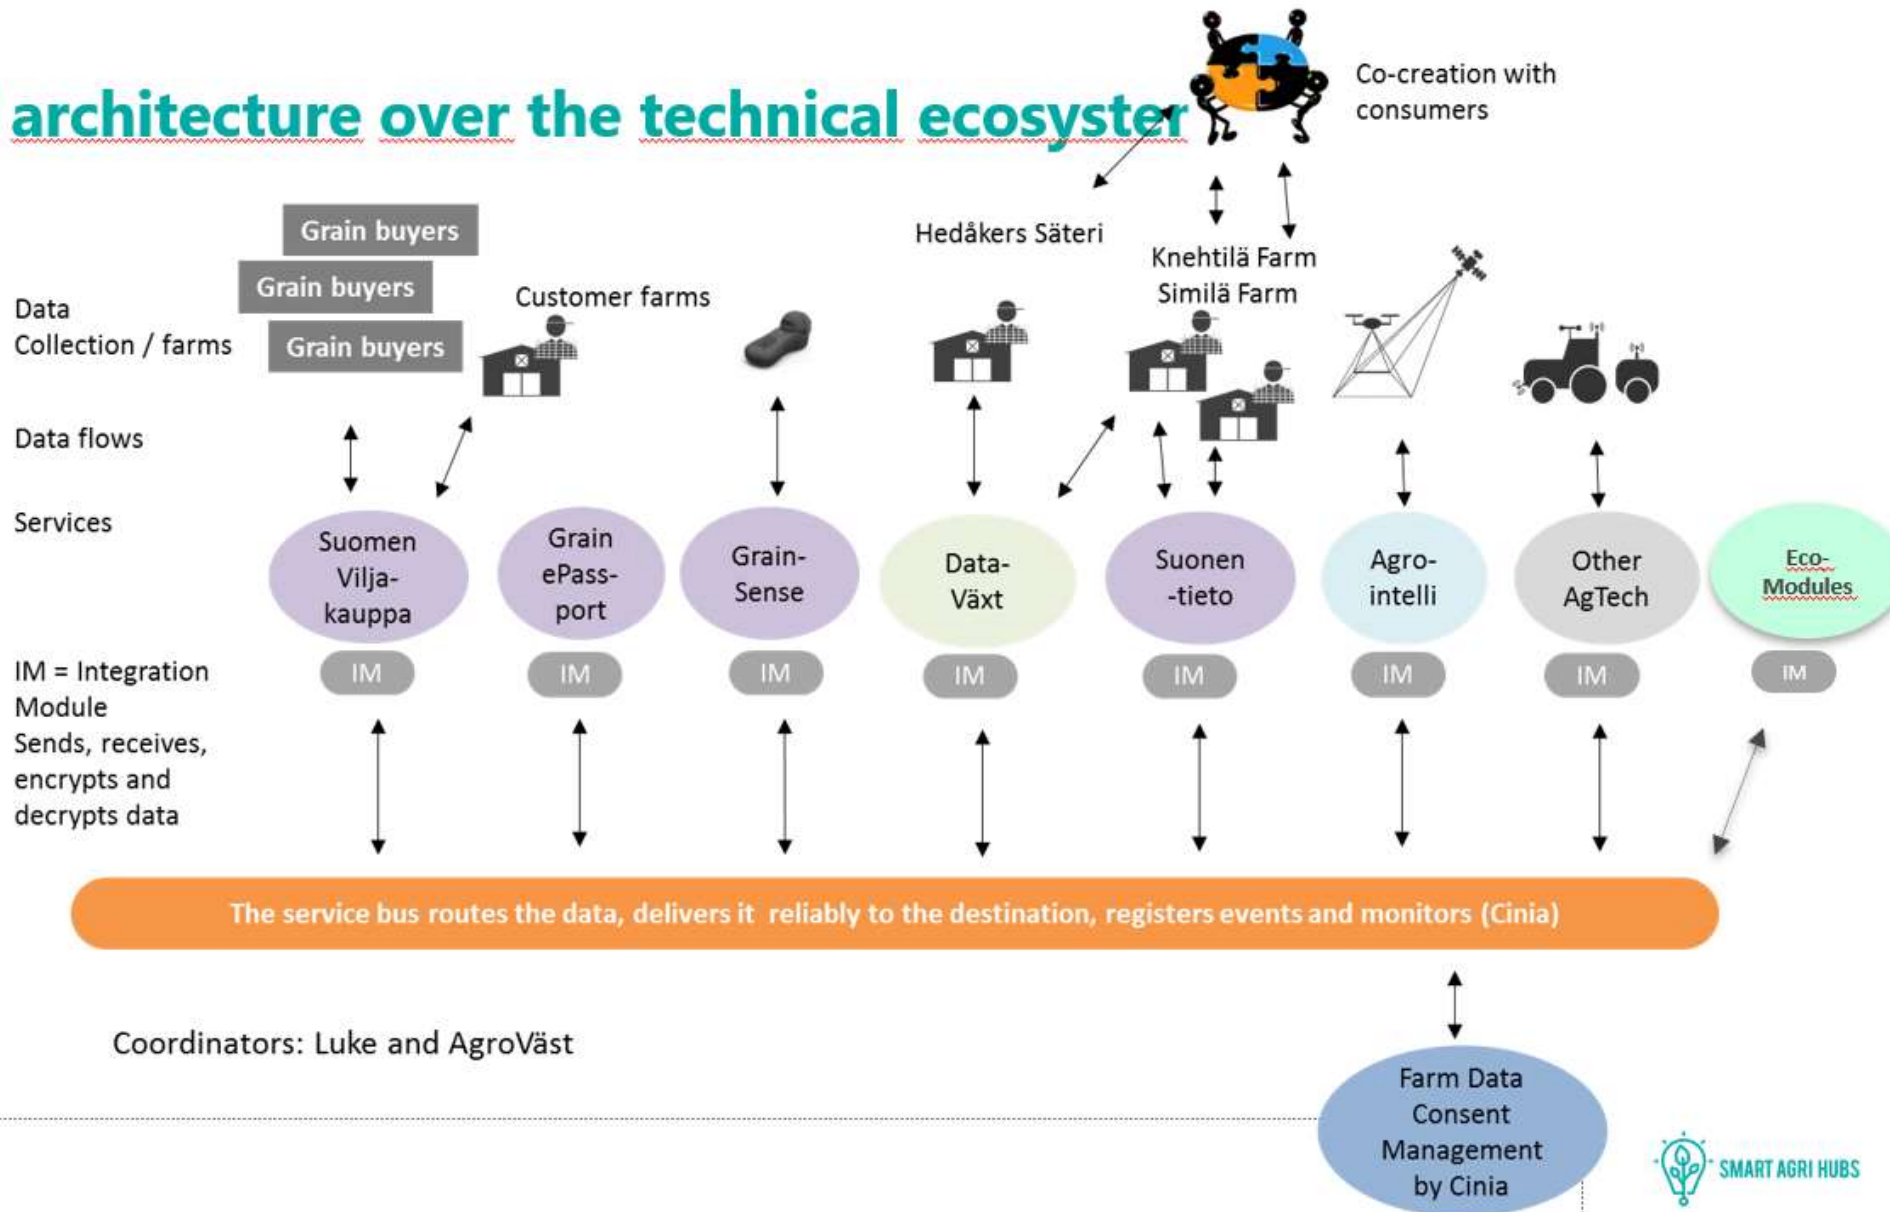 architecture over the technical ecosyster
Co-creation with
consumers
Grain buyers
Grain buyers
Grain buyers
Customer farms
Hedåkers Säteri
Knehtilä Farm
Similä Farm
Data
Collection / farms
Data flows
Services
Suomen
Vilja-
kauppa
Grain
ePass-
port
Grain-
Sense
Data-
Växt
Suonen
-tieto
Agro-
intelli
Other
AgTech
Eco-
Modules
IM = Integration
Module
Sends, receives,
encrypts and
decrypts data
IM
IM
IM
IM
IM
IM
IM
IM
The service bus routes the data, delivers it reliably to the destination, registers events and monitors (Cinia)
Coordinators: Luke and AgroVäst
Farm Data
Consent
Management
by Cinia
SMART AGRI HUBS